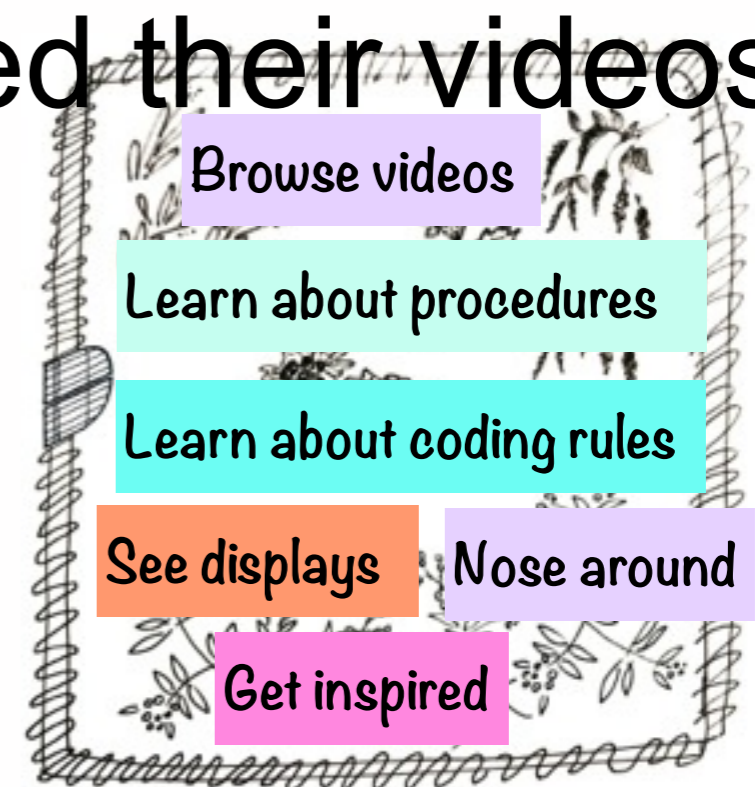 ed their videos
Browse videos
Learn about procedures
Learn about coding rules
See displays
Nose around
Get inspired